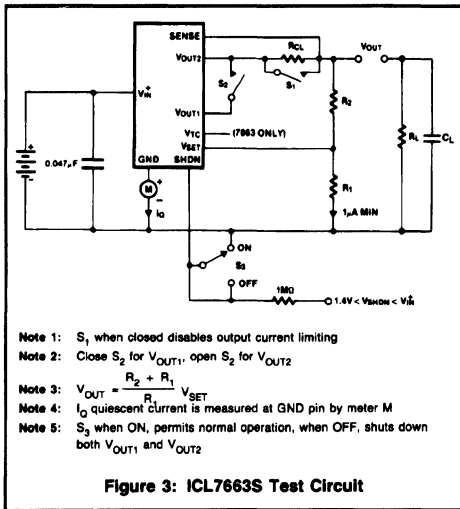 SENSE
VOUT2
RCL
VOUT
S2
S1
V+IN
VOUT1
R2
VTC (7663 ONLY)
VSET
RL
CL
0.047µF
GND
SHDN
M
IQ
R1
1µA MIN
ON
S3
OFF
1MΩ
1.4V < VSHDN < V+IN
Note 1: S1 when closed disables output current limiting
Note 2: Close S2 for VOUT1, open S2 for VOUT2
Note 3: VOUT = R2 + R1 / R1 VSET
Note 4: IQ quiescent current is measured at GND pin by meter M
Note 5: S3 when ON, permits normal operation, when OFF, shuts down
both VOUT1 and VOUT2
Figure 3: ICL7663S Test Circuit